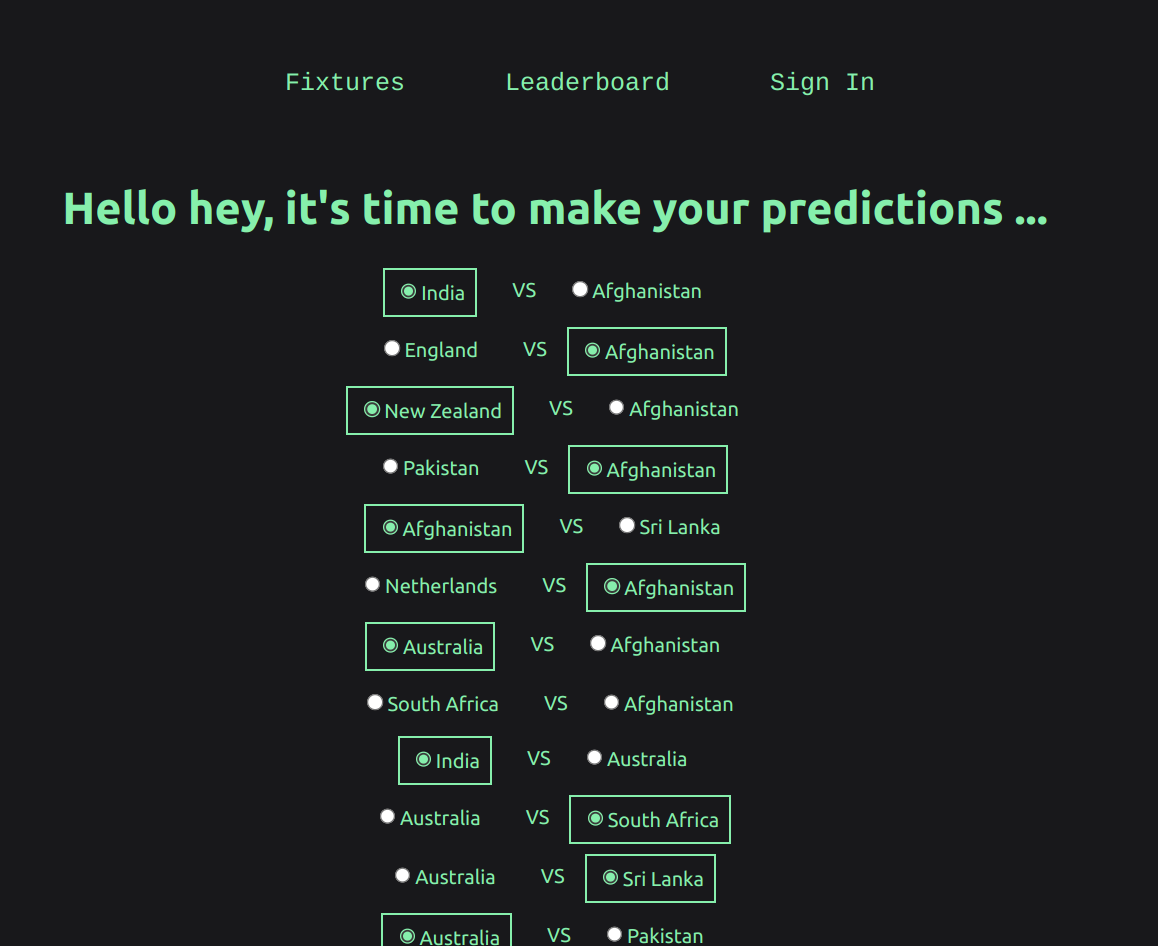 Fixtures Leaderboard Sign In
Hello hey, it's time to make your predictions ...
India VS Afghanistan
England VS Afghanistan
New Zealand VS Afghanistan
Pakistan VS Afghanistan
Afghanistan VS Sri Lanka
Netherlands VS Afghanistan
Australia VS Afghanistan
South Africa VS Afghanistan
India VS Australia
Australia VS South Africa
Australia VS Sri Lanka
Australia VS Pakistan